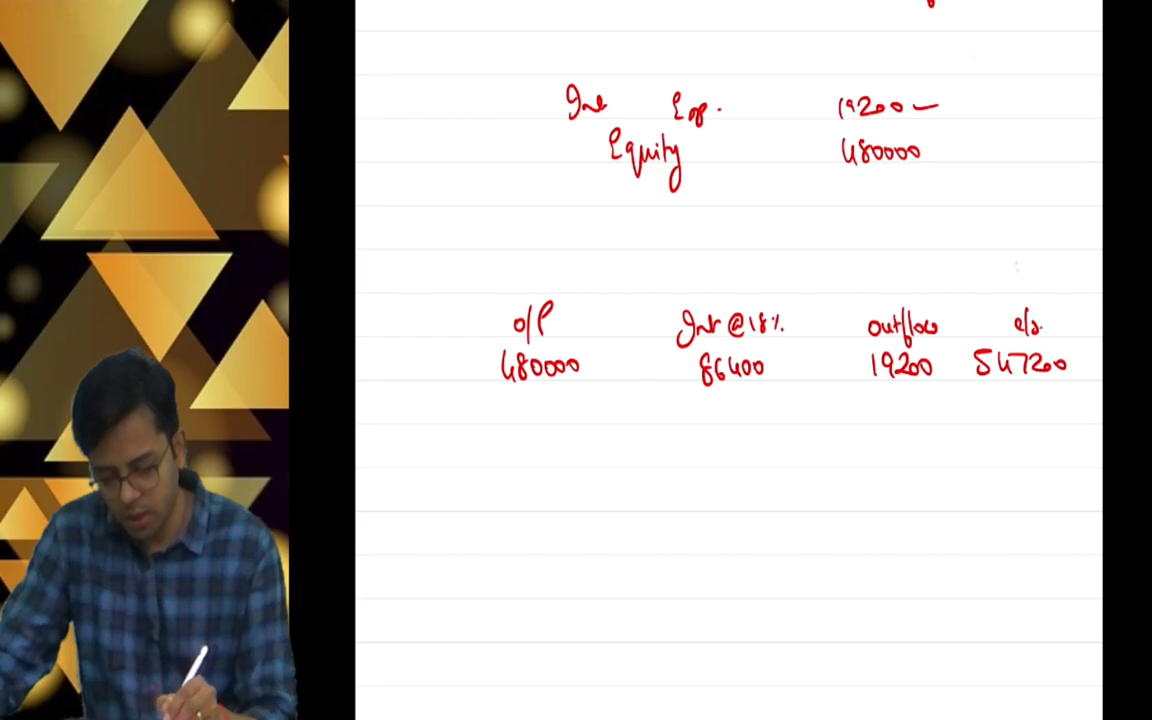 Int Exp. 19200 —
Equity 480000
O/P Int @ 18% outflow c/s.
480000 86400 19200 547200